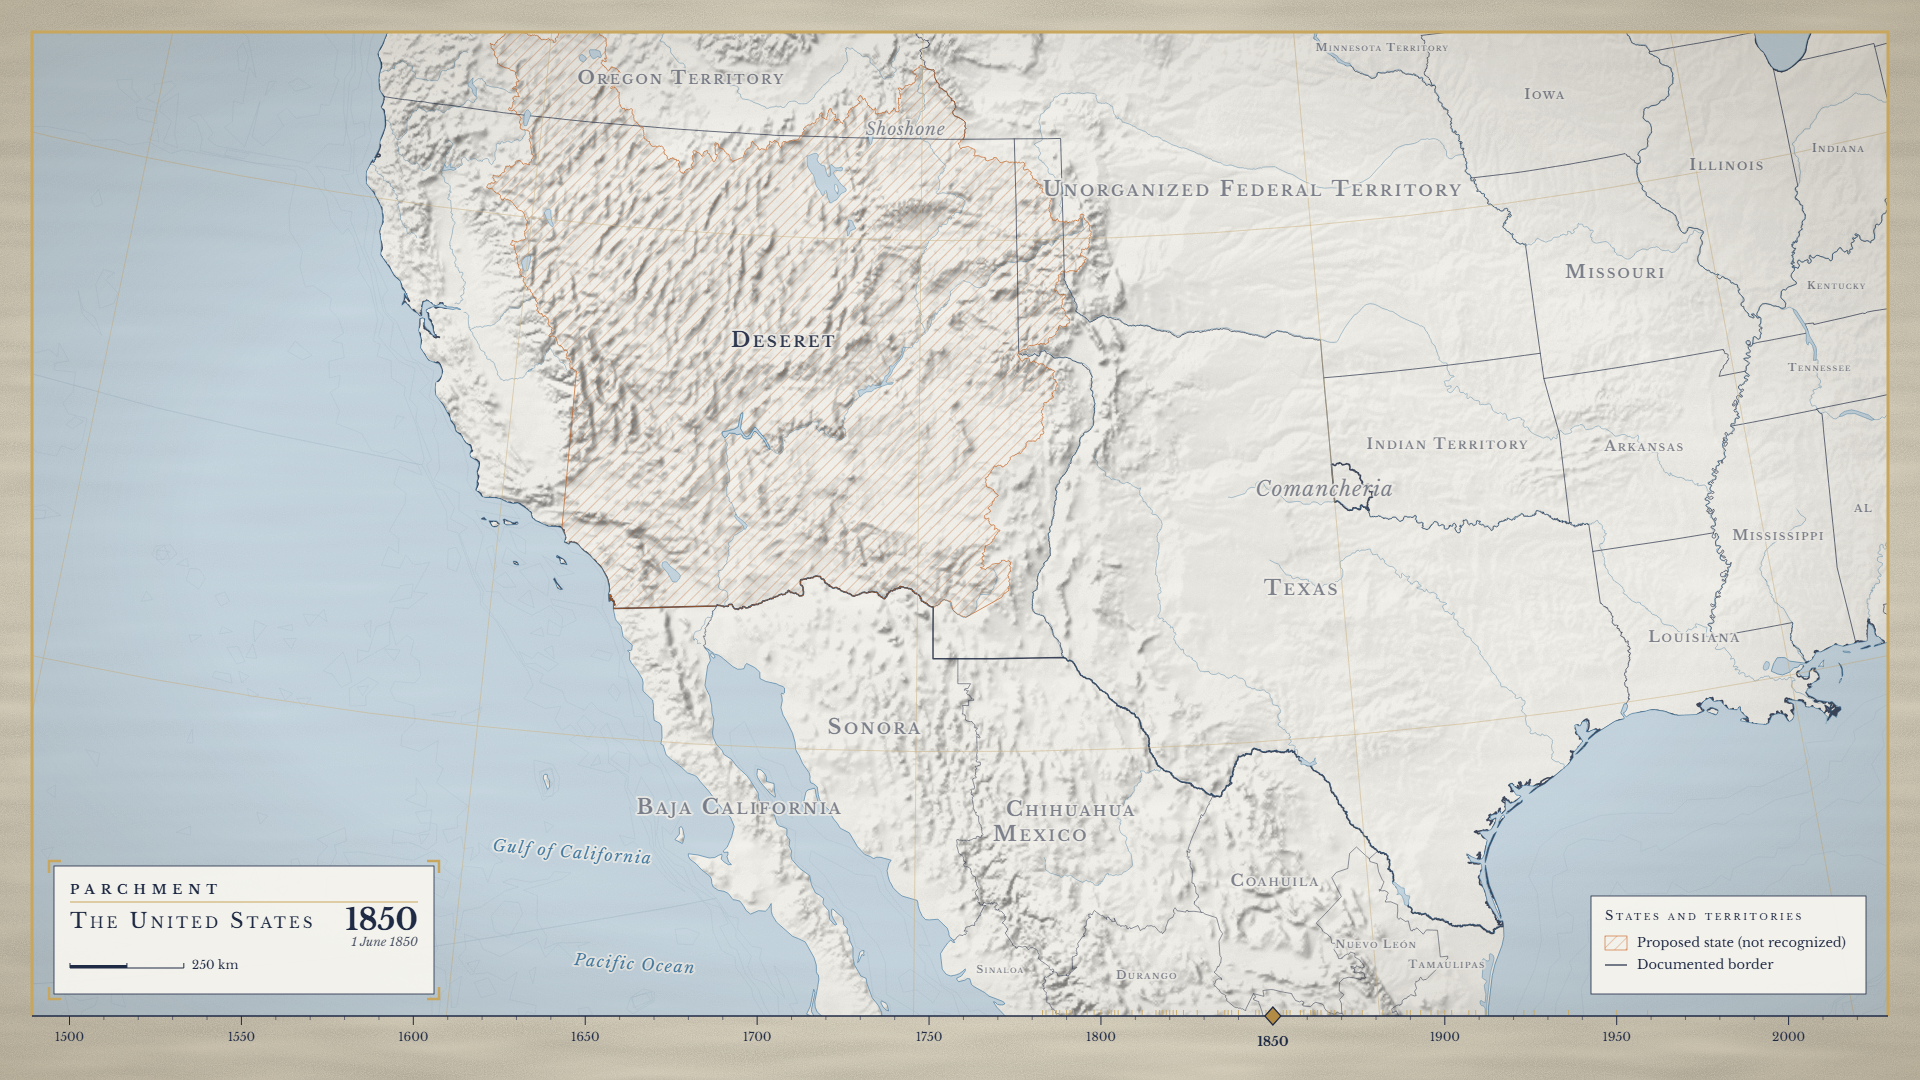 Minnesota Territory
Oregon Territory
Iowa
Shoshone
Indiana
Illinois
Unorganized Federal Territory
Missouri
Kentucky
Deseret
Tennessee
Indian Territory
Arkansas
Comancheria
AL
Mississippi
Texas
Louisiana
Sonora
Baja California
Chihuahua
Mexico
Gulf of California
Coahuila
Nuevo León
Pacific Ocean
Sinaloa
Durango
Tamaulipas
PARCHMENT
The United States
1850
1 June 1850
250 km
States and territories
Proposed state (not recognized)
Documented border
1500 1550 1600 1650 1700 1750 1800 1850 1900 1950 2000